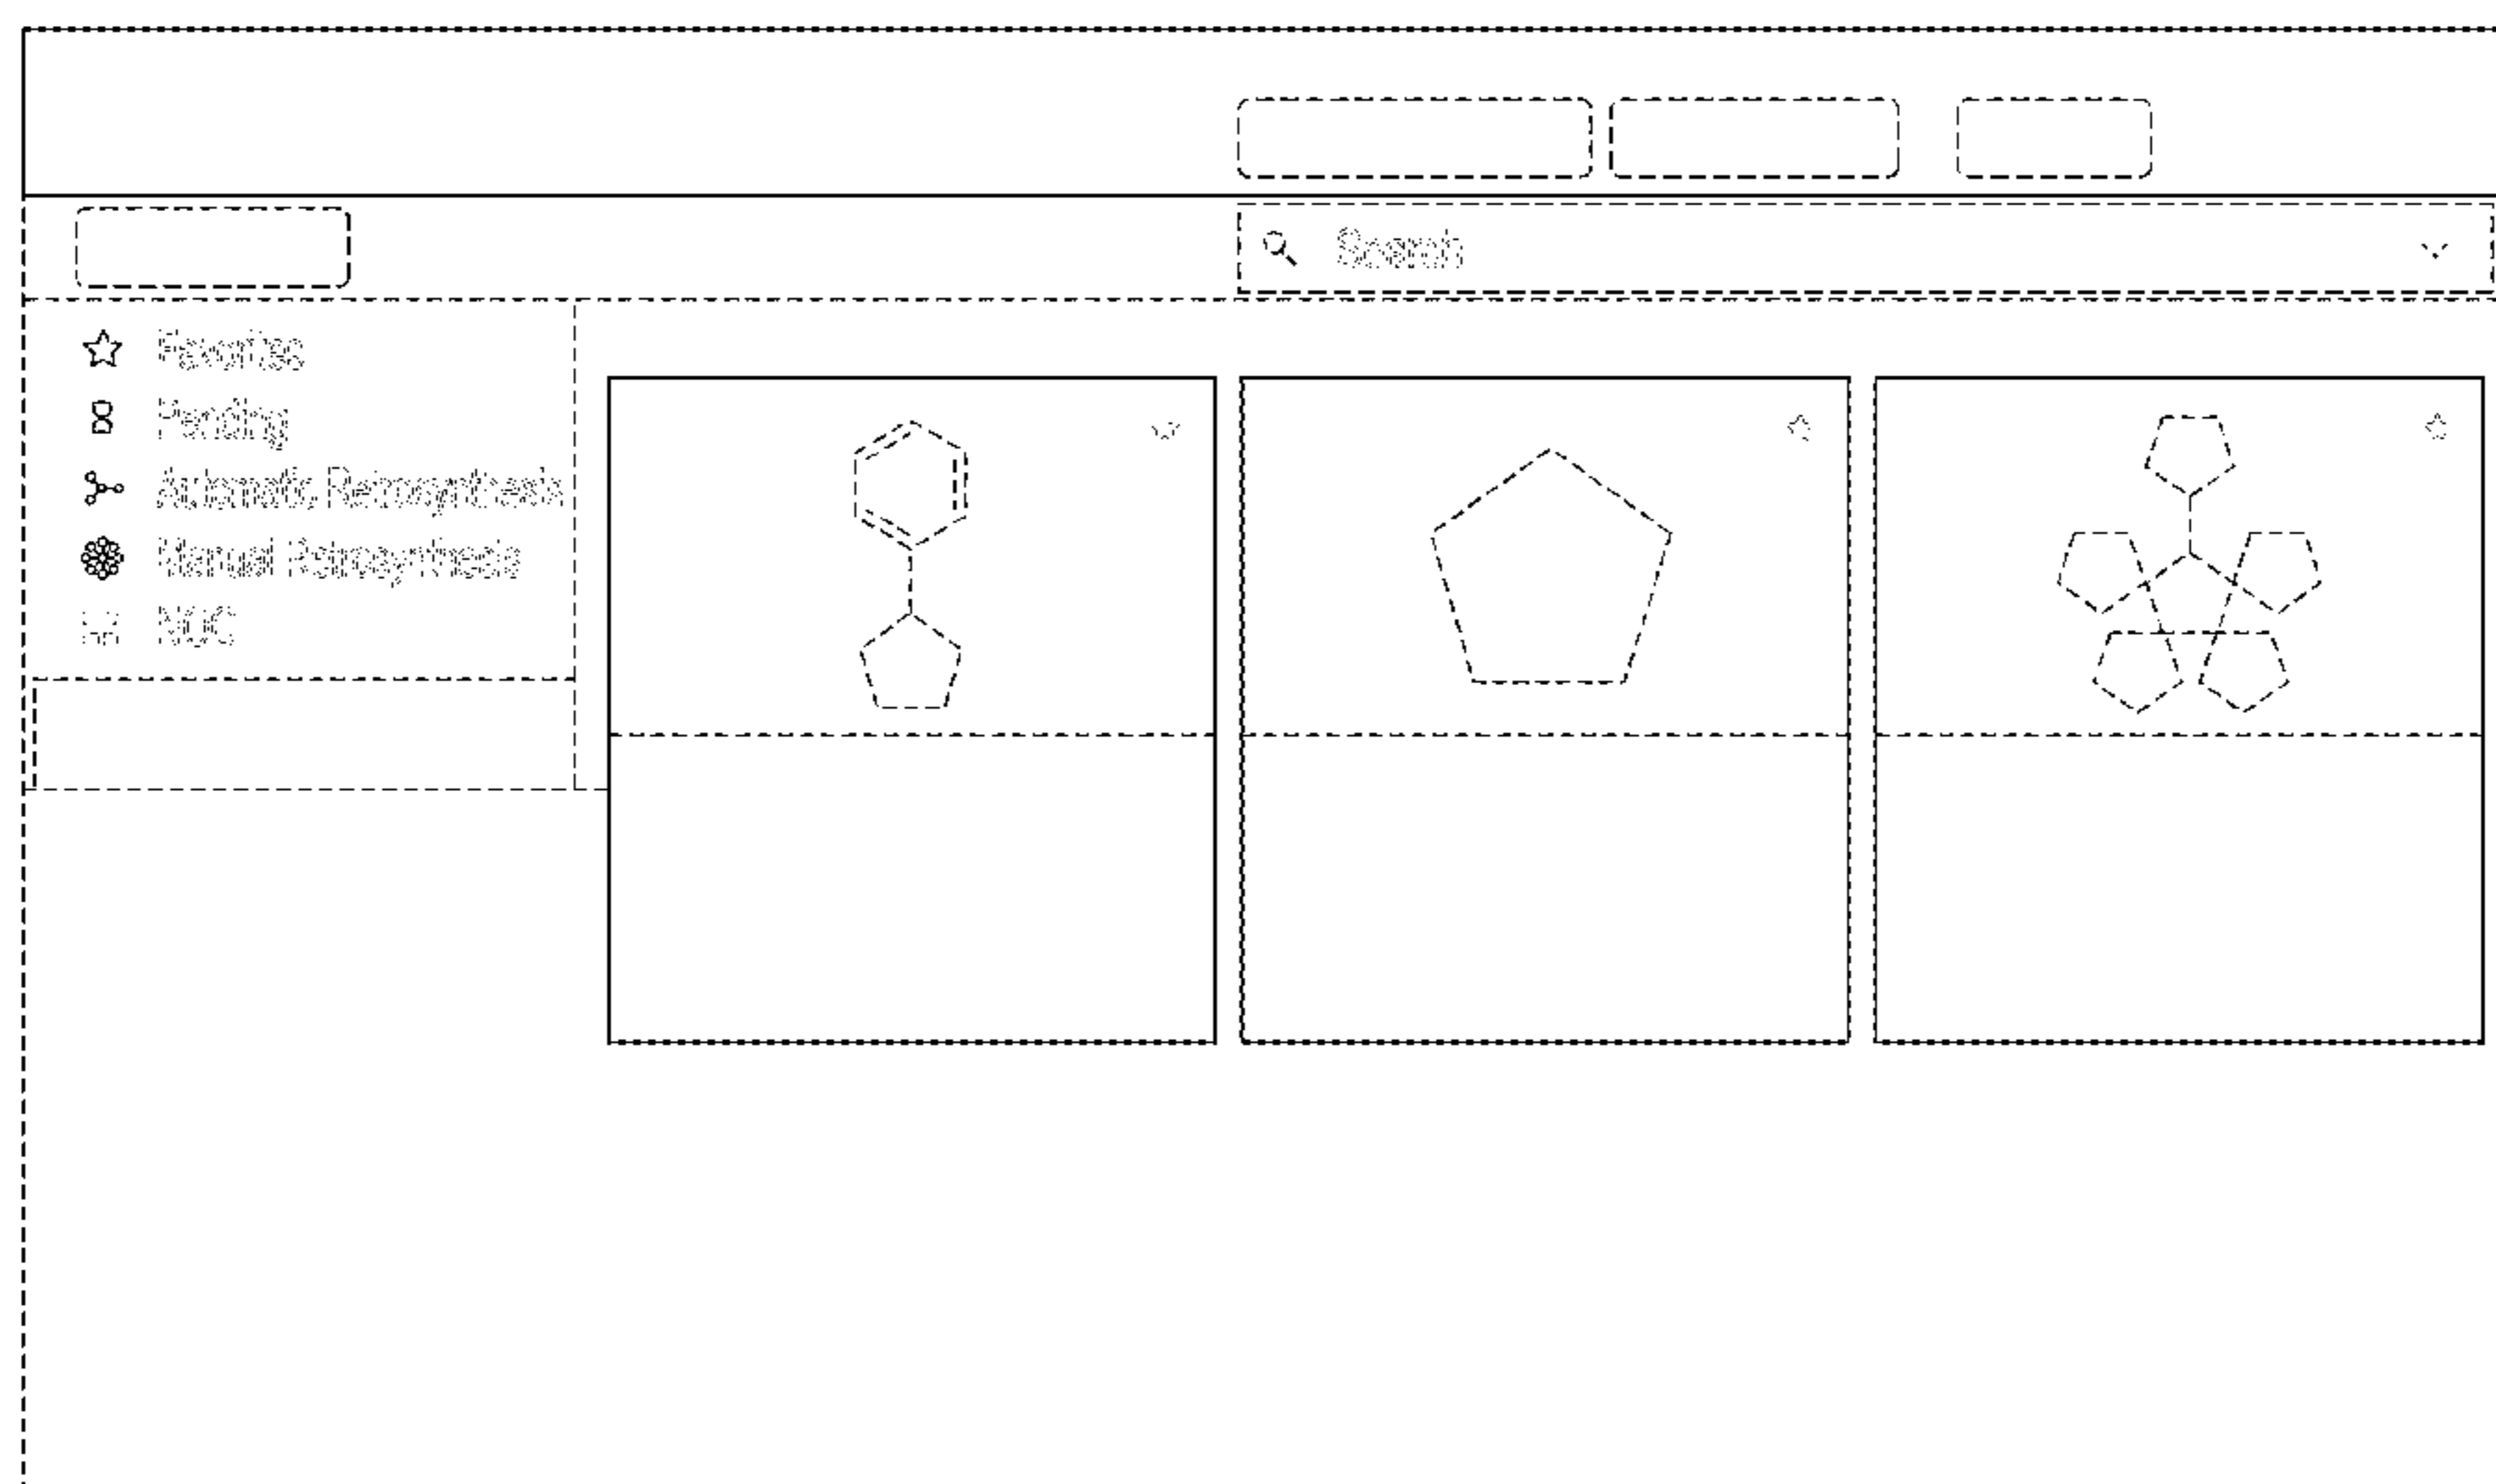 Search
Favorites
Pending
Automatic Retrosynthesis
Manual Retrosynthesis